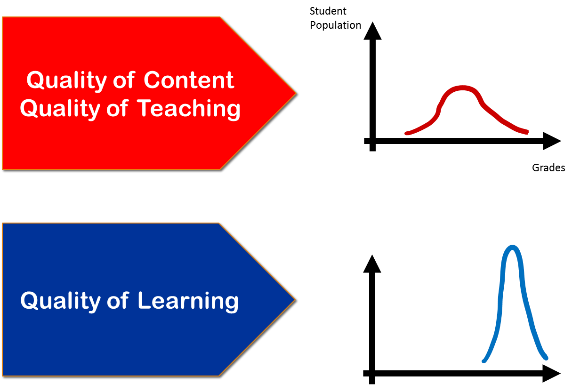 Student
Population
Quality of Content
Quality of Teaching
Grades
Quality of Learning